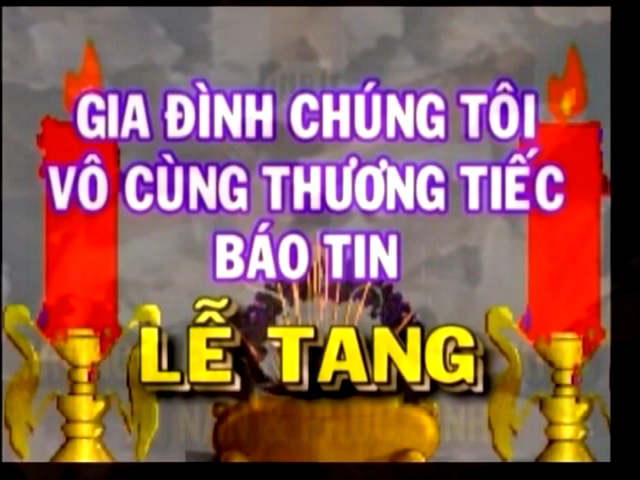 GIA ĐÌNH CHÚNG TÔI
VÔ CÙNG THƯƠNG TIẾC
BÁO TIN
LỄ TANG